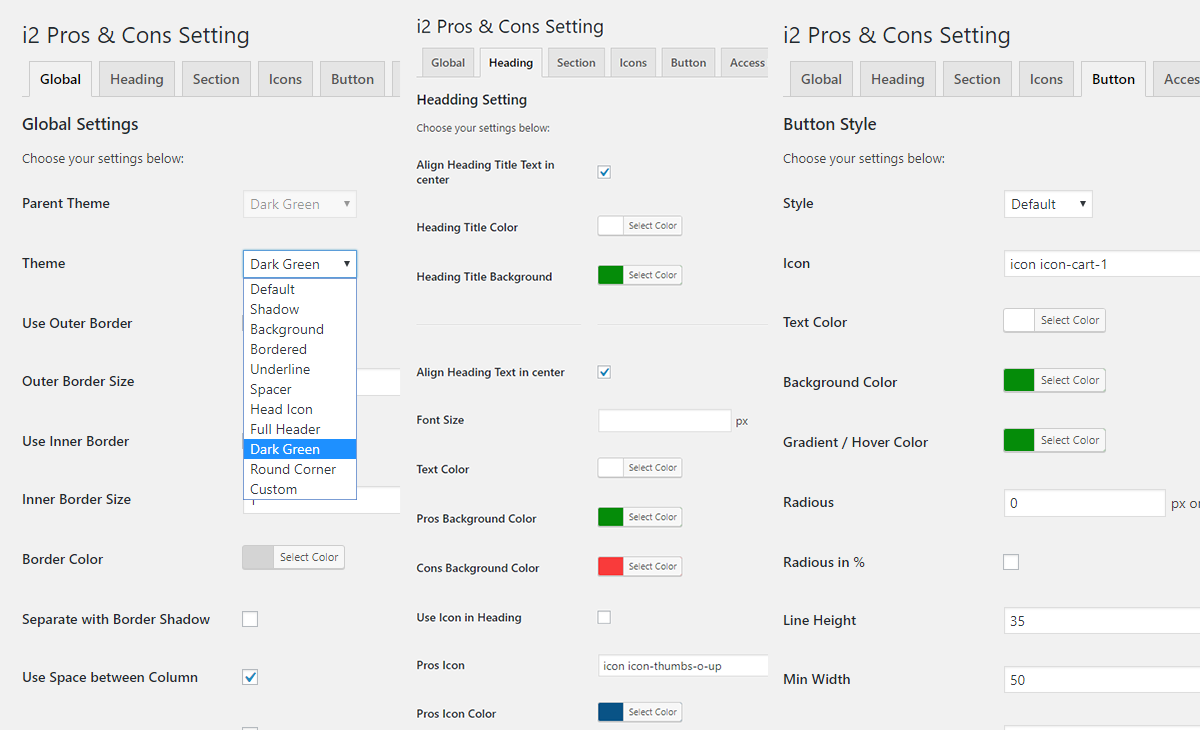 i2 Pros & Cons Setting
Global Heading Section Icons Button
Global Settings
Choose your settings below:
Parent Theme Dark Green
Theme Dark Green
Default
Shadow
Background
Use Outer Border
Bordered
Underline
Outer Border Size
Spacer
Head Icon
Full Header
Use Inner Border
Dark Green
Round Corner
Custom
Inner Border Size
Border Color Select Color
Separate with Border Shadow
Use Space between Column
i2 Pros & Cons Setting
Global Heading Section Icons Button Access
Headding Setting
Choose your settings below:
Align Heading Title Text in
center
Heading Title Color Select Color
Heading Title Background Select Color
Align Heading Text in center
Font Size px
Text Color Select Color
Pros Background Color Select Color
Cons Background Color Select Color
Use Icon in Heading
Pros Icon icon icon-thumbs-o-up
Pros Icon Color Select Color
i2 Pros & Cons Setting
Global Heading Section Icons Button Acces
Button Style
Choose your settings below:
Style Default
Icon icon icon-cart-1
Text Color Select Color
Background Color Select Color
Gradient / Hover Color Select Color
Radious 0 px or
Radious in %
Line Height 35
Min Width 50